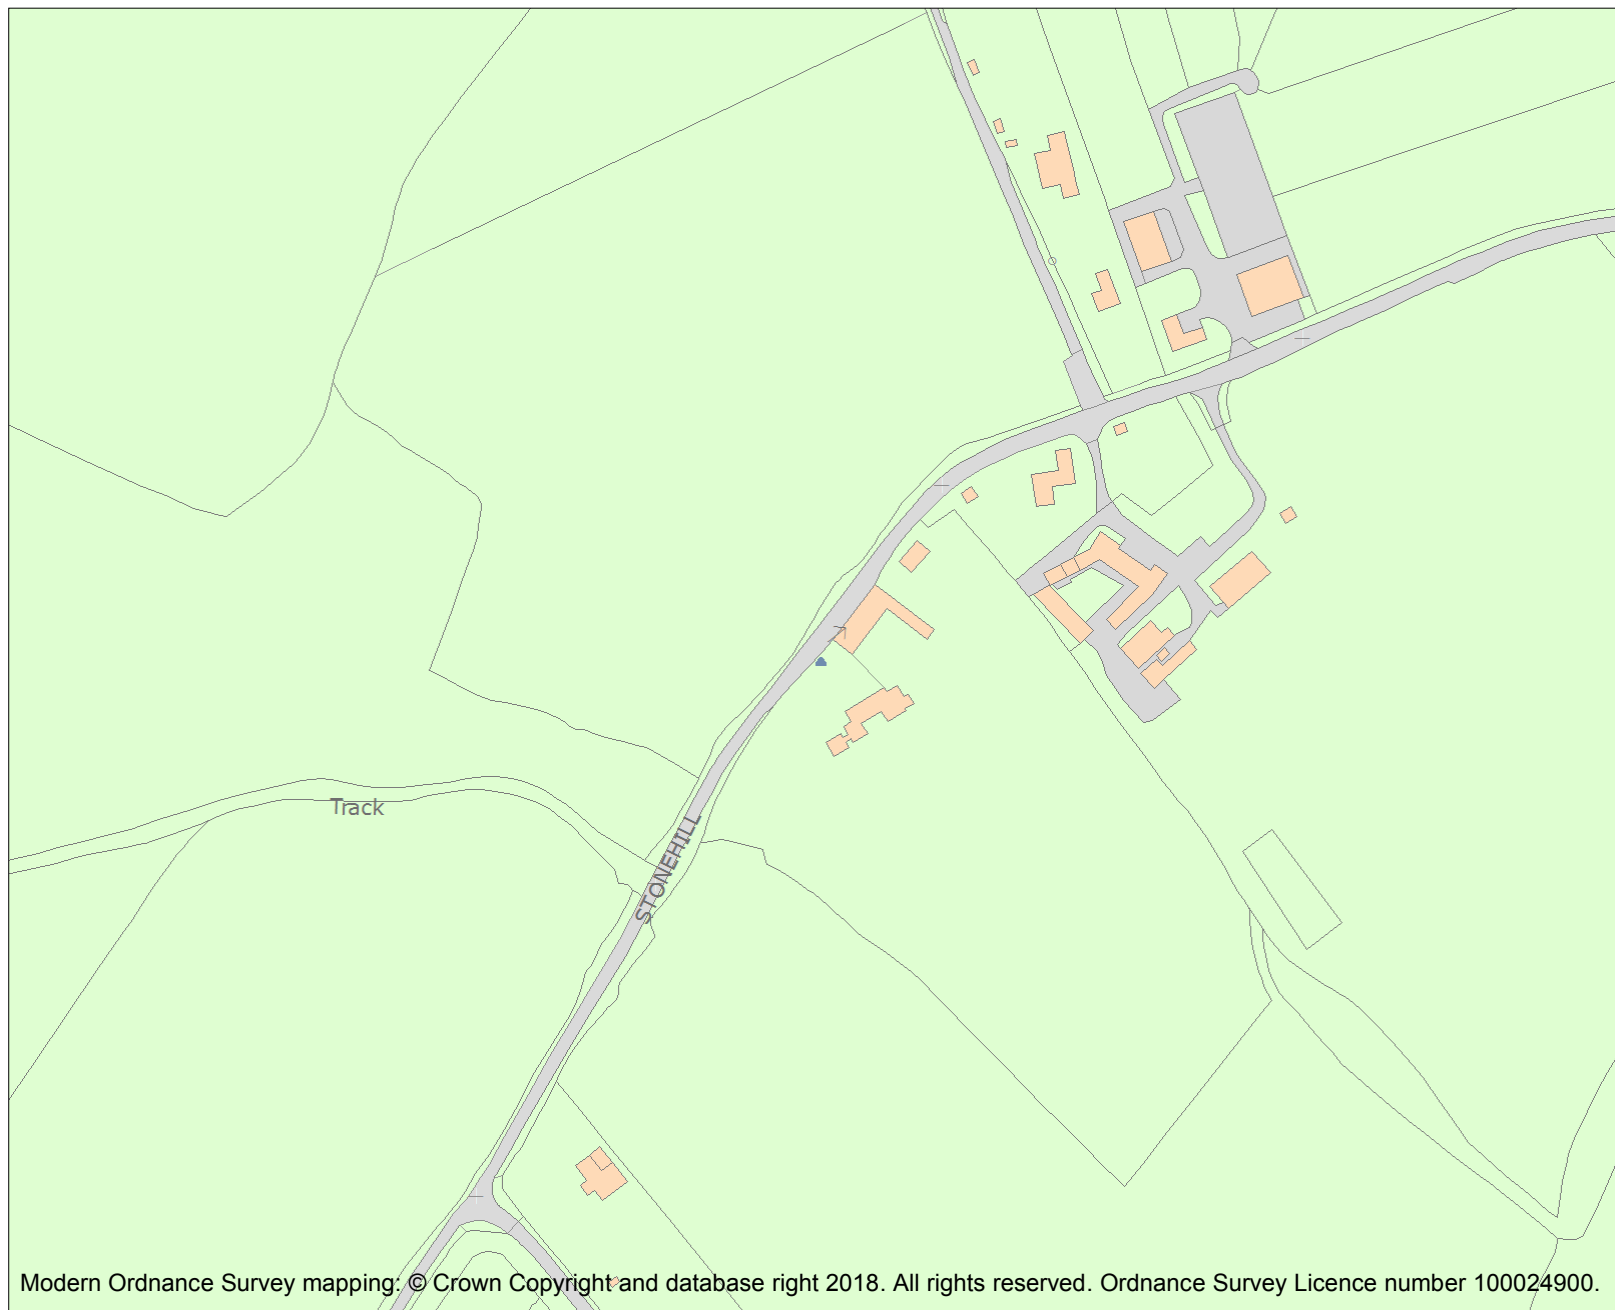 Track
STONEHILL
Modern Ordnance Survey mapping: © Crown Copyright and database right 2018. All rights reserved. Ordnance Survey Licence number 100024900.